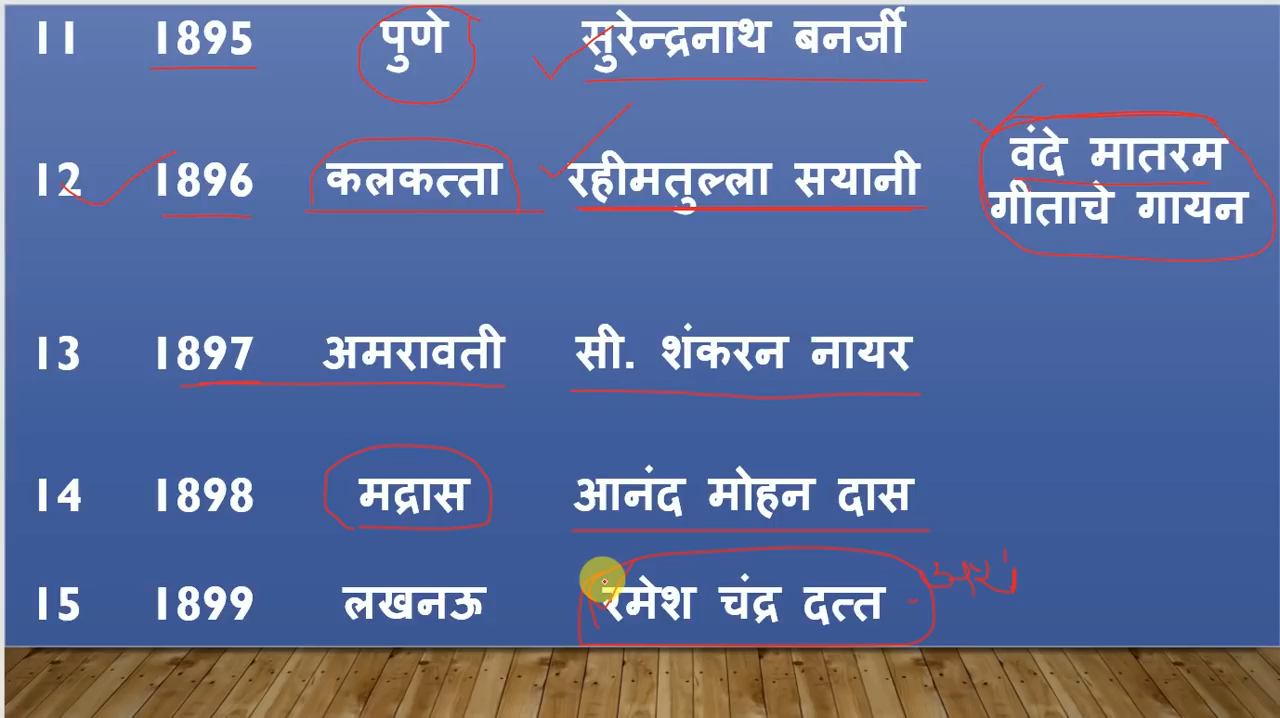 11 1895 पुणे सुरेन्द्रनाथ बनर्जी
12 1896 कलकत्ता रहीमतुल्ला सयानी वंदे मातरम
गीताचे गायन
13 1897 अमरावती सी. शंकरन नायर
14 1898 मद्रास आनंद मोहन दास
15 1899 लखनऊ रमेश चंद्र दत्त